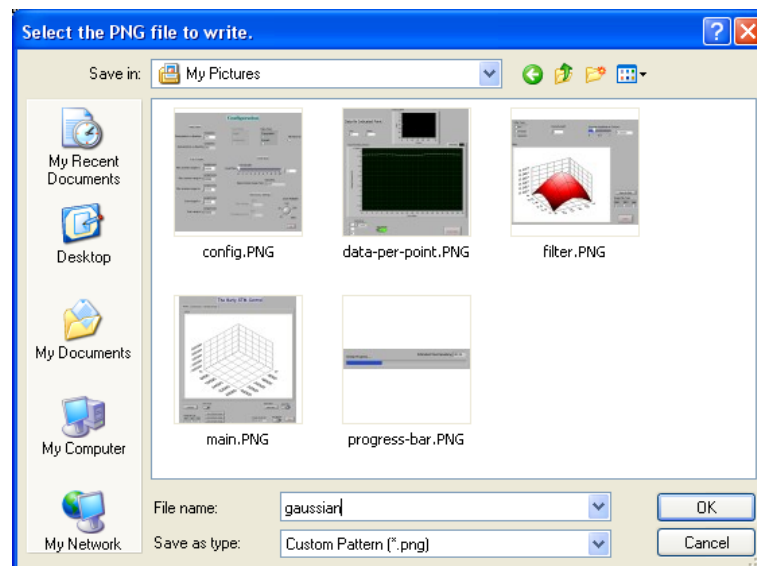 Select the PNG file to write.
Save in: My Pictures
My Recent
Documents
Desktop
My Documents
My Computer
My Network
Configuration
config.PNG
data-per-point.PNG
filter.PNG
main.PNG
progress-bar.PNG
File name: gaussian OK
Save as type: Custom Pattern (*.png) Cancel